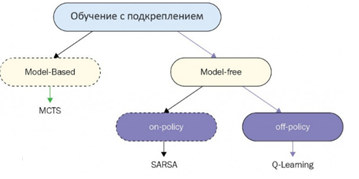 Обучение с подкреплением
Model-Based
Model-free
MCTS
on-policy
off-policy
SARSA
Q-Learning